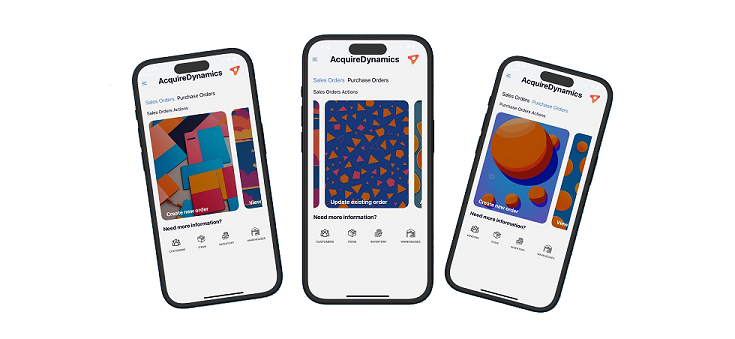 AcquireDynamics
Sales Orders Purchase Orders
Sales Orders Actions
Create new order
View
Need more information?
CUSTOMERS ITEMS INVENTORY WAREHOUSES
AcquireDynamics
Sales Orders Purchase Orders
Sales Orders Actions
Update existing order
A
Need more information?
CUSTOMERS ITEMS INVENTORY WAREHOUSES
AcquireDynamics
Sales Orders Purchase Orders
Purchase Orders Actions
Create new order
View
Need more information?
VENDORS ITEMS INVENTORY WAREHOUSES